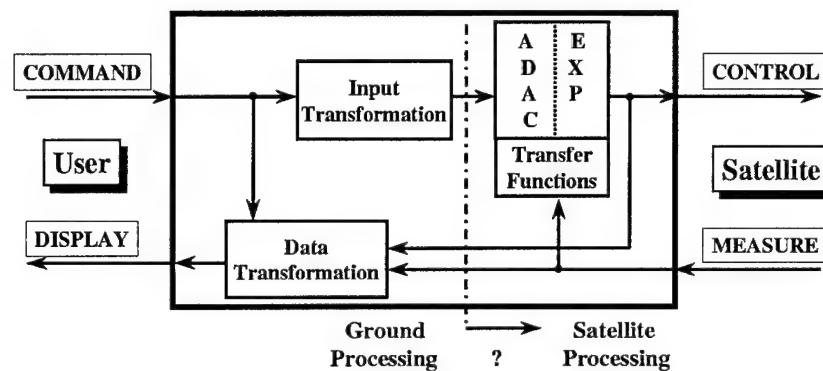 COMMAND
User
DISPLAY
Input
Transformation
Data
Transformation
A
D
A
C
E
X
P
Transfer
Functions
CONTROL
Satellite
MEASURE
Ground
Processing
?
Satellite
Processing